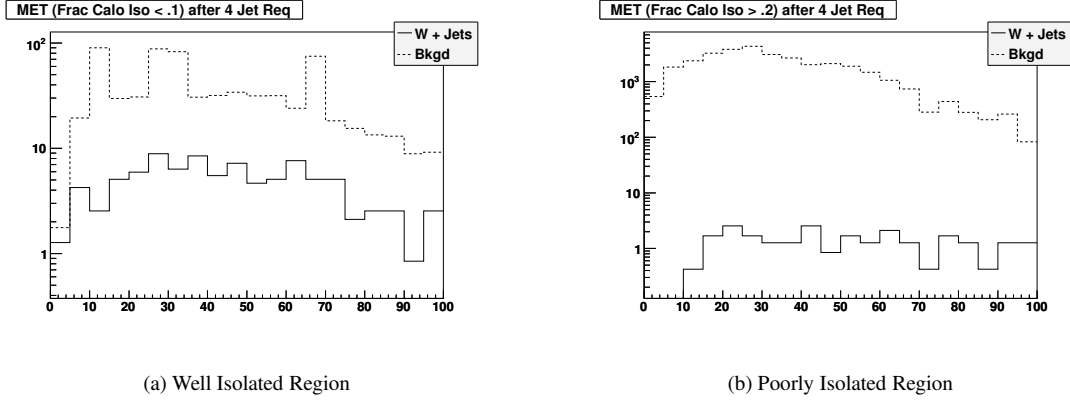 MET (Frac Calo Iso < .1) after 4 Jet Req
W + Jets
Bkgd
10²
10
1
0 10 20 30 40 50 60 70 80 90 100
(a) Well Isolated Region
MET (Frac Calo Iso > .2) after 4 Jet Req
W + Jets
Bkgd
10³
10²
10
1
0 10 20 30 40 50 60 70 80 90 100
(b) Poorly Isolated Region